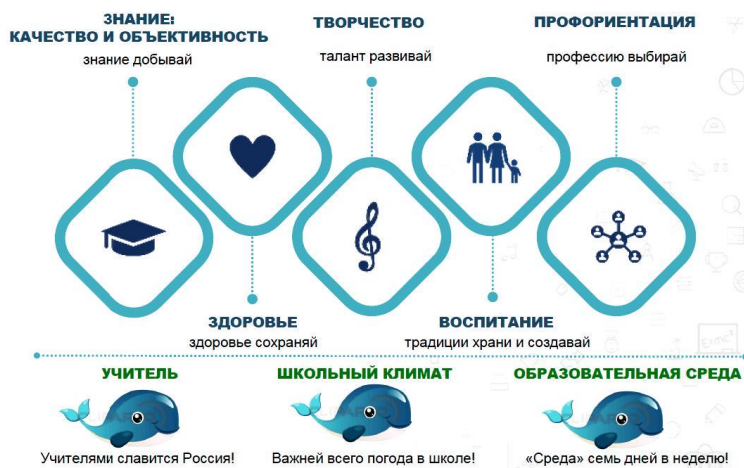 ЗНАНИЕ:
КАЧЕСТВО И ОБЪЕКТИВНОСТЬ
знание добывай
ТВОРЧЕСТВО
талант развивай
ПРОФОРИЕНТАЦИЯ
профессию выбирай
ЗДОРОВЬЕ
здоровье сохраняй
ВОСПИТАНИЕ
традиции храни и создавай
УЧИТЕЛЬ
ШКОЛЬНЫЙ КЛИМАТ
ОБРАЗОВАТЕЛЬНАЯ СРЕДА
Учителями славится Россия!
Важней всего погода в школе!
«Среда» семь дней в неделю!